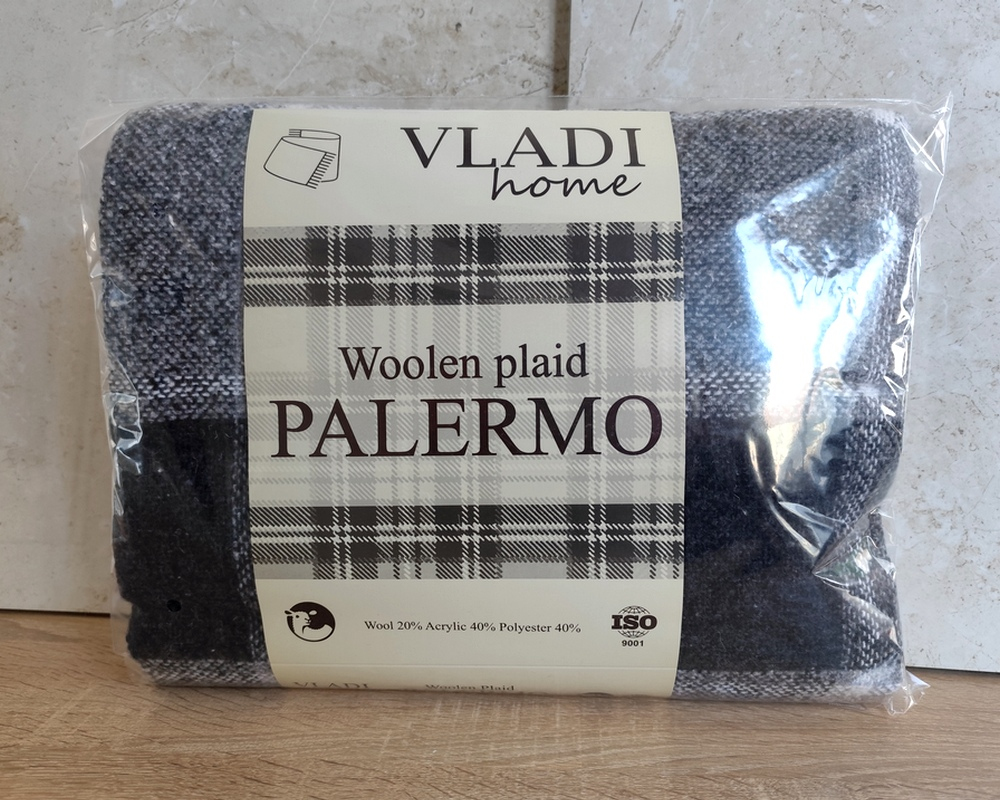 VLADI
home
Woolen plaid
PALERMO
Wool 20% Acrylic 40% Polyester 40%
ISO
9001
VLADI
Woolen Plaid